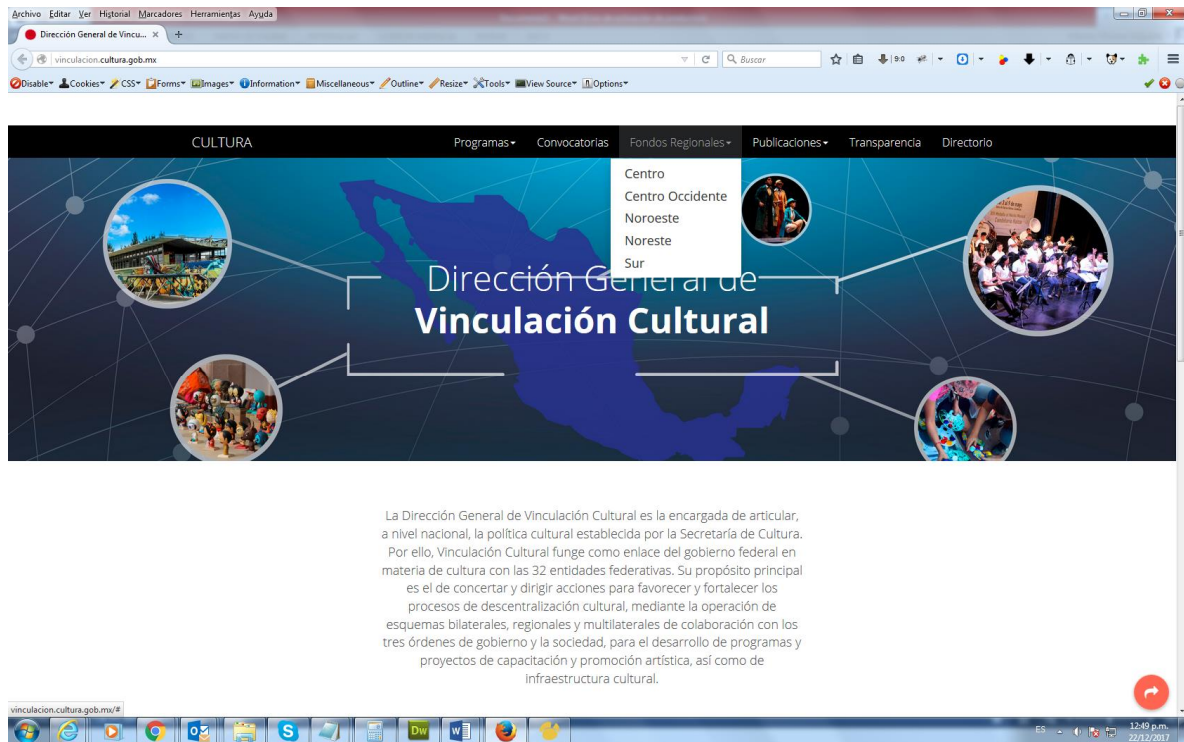 Archivo Editar Ver Historial Marcadores Herramientas Ayuda
Dirección General de Vincu... × +
vinculacion.cultura.gob.mx
Buscar
9:0
Disable Cookies CSS Forms Images Information Miscellaneous Outline Resize Tools View Source Options
CULTURA Programas Convocatorias Fondos Regionales Publicaciones Transparencia Directorio
Centro
Centro Occidente
Noroeste
Noreste
Sur
Dirección General de
Vinculación Cultural
La Dirección General de Vinculación Cultural es la encargada de articular,
a nivel nacional, la política cultural establecida por la Secretaría de Cultura.
Por ello, Vinculación Cultural funge como enlace del gobierno federal en
materia de cultura con las 32 entidades federativas. Su propósito principal
es el de concertar y dirigir acciones para favorecer y fortalecer los
procesos de descentralización cultural, mediante la operación de
esquemas bilaterales, regionales y multilaterales de colaboración con los
tres órdenes de gobierno y la sociedad, para el desarrollo de programas y
proyectos de capacitación y promoción artística, así como de
infraestructura cultural.
vinculacion.cultura.gob.mx/#
Dw
ES
12:49 p.m.
22/12/2017